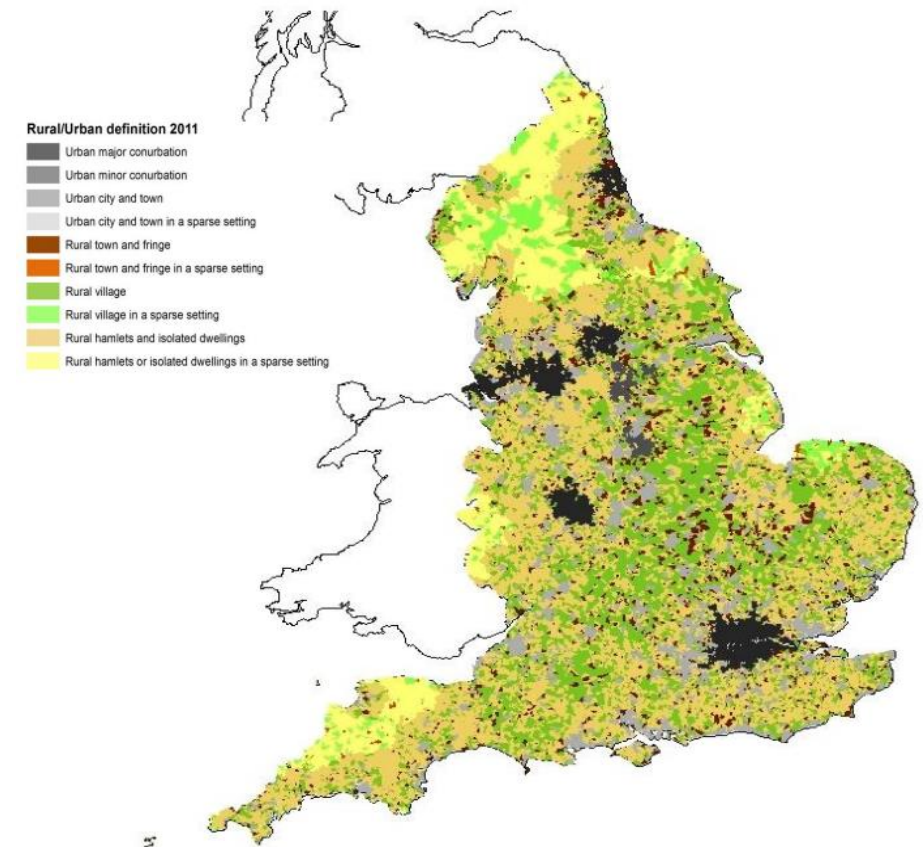 Rural/Urban definition 2011
Urban major conurbation
Urban minor conurbation
Urban city and town
Urban city and town in a sparse setting
Rural town and fringe
Rural town and fringe in a sparse setting
Rural village
Rural village in a sparse setting
Rural hamlets and isolated dwellings
Rural hamlets or isolated dwellings in a sparse setting